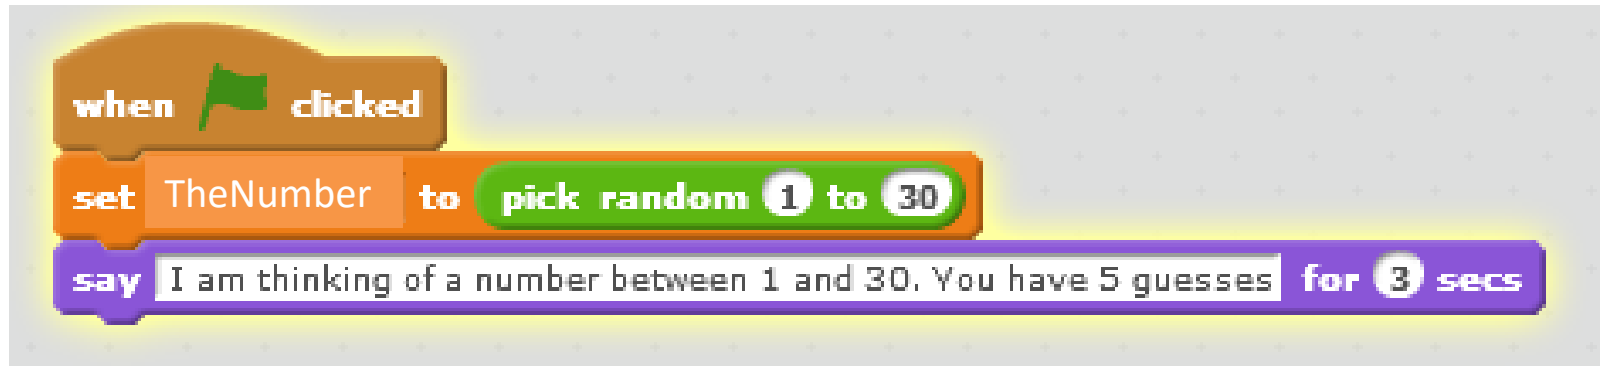 when clicked
set TheNumber to pick random 1 to 30
say I am thinking of a number between 1 and 30. You have 5 guesses for 3 secs